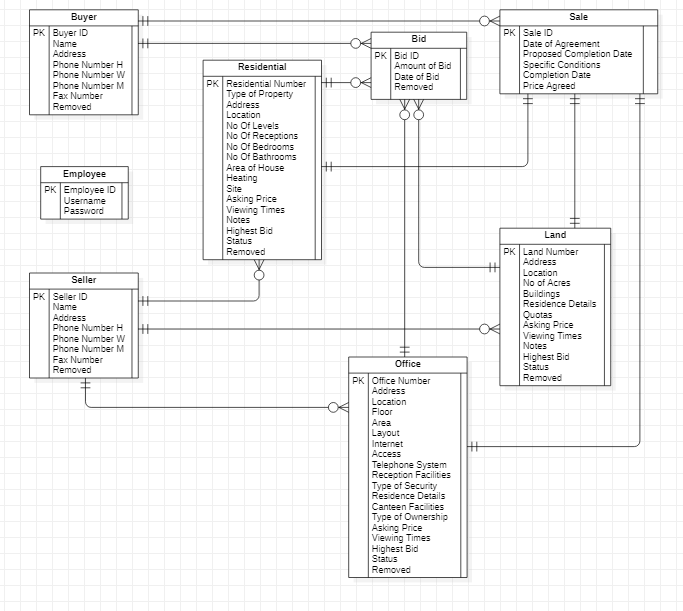 Buyer
PK Buyer ID
Name
Address
Phone Number H
Phone Number W
Phone Number M
Fax Number
Removed
Sale
PK Sale ID
Date of Agreement
Proposed Completion Date
Specific Conditions
Completion Date
Price Agreed
Bid
PK Bid ID
Amount of Bid
Date of Bid
Removed
Residential
PK Residential Number
Type of Property
Address
Location
No Of Levels
No Of Receptions
No Of Bedrooms
No Of Bathrooms
Area of House
Heating
Site
Asking Price
Viewing Times
Notes
Highest Bid
Status
Removed
Employee
PK Employee ID
Username
Password
Land
PK Land Number
Address
Location
No of Acres
Buildings
Residence Details
Quotas
Asking Price
Viewing Times
Notes
Highest Bid
Status
Removed
Seller
PK Seller ID
Name
Address
Phone Number H
Phone Number W
Phone Number M
Fax Number
Removed
Office
PK Office Number
Address
Location
Floor
Area
Layout
Internet
Access
Telephone System
Reception Facilities
Type of Security
Residence Details
Canteen Facilities
Type of Ownership
Asking Price
Viewing Times
Highest Bid
Status
Removed